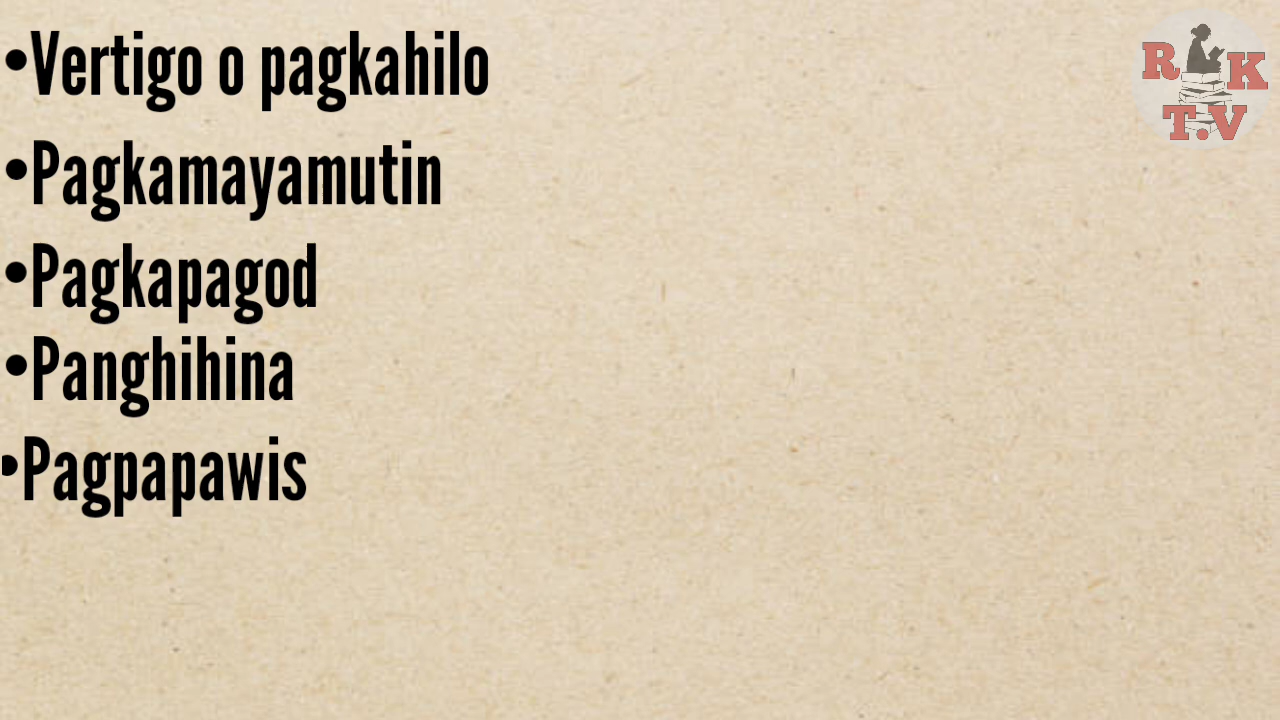 •Vertigo o pagkahilo
•Pagkamayamutin
•Pagkapagod
•Panghihina
•Pagpapawis
R K
T.V